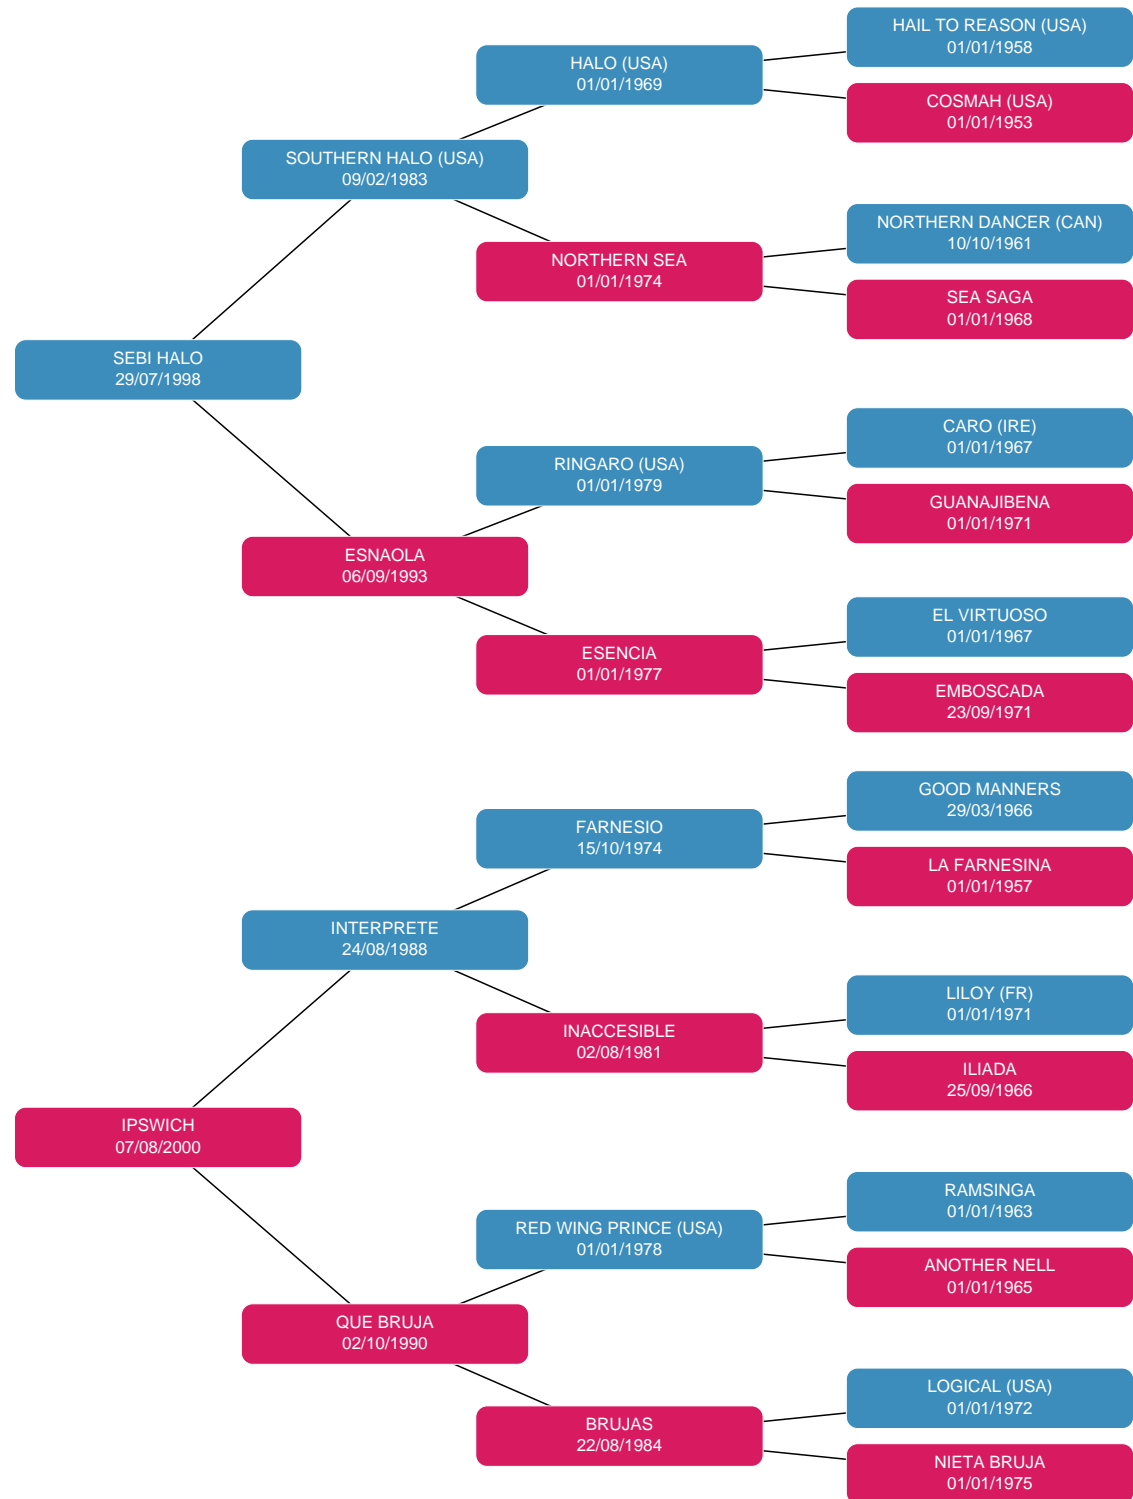 HAIL TO REASON (USA)
01/01/1958
HALO (USA)
01/01/1969
COSMAH (USA)
01/01/1953
SOUTHERN HALO (USA)
09/02/1983
NORTHERN DANCER (CAN)
10/10/1961
NORTHERN SEA
01/01/1974
SEA SAGA
01/01/1968
SEBI HALO
29/07/1998
CARO (IRE)
01/01/1967
RINGARO (USA)
01/01/1979
GUANAJIBENA
01/01/1971
ESNAOLA
06/09/1993
EL VIRTUOSO
01/01/1967
ESENCIA
01/01/1977
EMBOSCADA
23/09/1971
GOOD MANNERS
29/03/1966
FARNESIO
15/10/1974
LA FARNESINA
01/01/1957
INTERPRETE
24/08/1988
LILOY (FR)
01/01/1971
INACCESIBLE
02/08/1981
ILIADA
25/09/1966
IPSWICH
07/08/2000
RAMSINGA
01/01/1963
RED WING PRINCE (USA)
01/01/1978
ANOTHER NELL
01/01/1965
QUE BRUJA
02/10/1990
LOGICAL (USA)
01/01/1972
BRUJAS
22/08/1984
NIETA BRUJA
01/01/1975